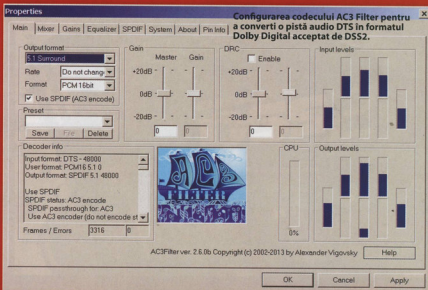 Properties
Configurarea codecului AC3 Filter pentru
a converti o pistă audio DTS în formatul
Dolby Digital acceptat de DSS2.
Main Mixer Gains Equalizer SPDIF System About Pin Info
Output format
5.1 Surround
Rate Do not chang
Format PCM 16bit
Use SPDIF (AC3 encode)
Preset
Save File Delete
Gain
Master Gain
+20dB
0dB
-20dB
0 0
DRC
Enable
+20dB
0dB
-20dB
0 0
Input levels
Decoder info
Input format: DTS - 48000
User format: PCM16 5.1 0
Output format: SPDIF 5.1 48000
Use SPDIF
SPDIF status: AC3 encode
SPDIF passthrough for: AC3
Use AC3 encoder (do not encode st
Frames / Errors 3316 0
AC3
FILTER
CPU
0%
Output levels
AC3Filter ver. 2.6.0b Copyright (c) 2002-2013 by Alexander Vigovsky Help
OK Cancel Apply